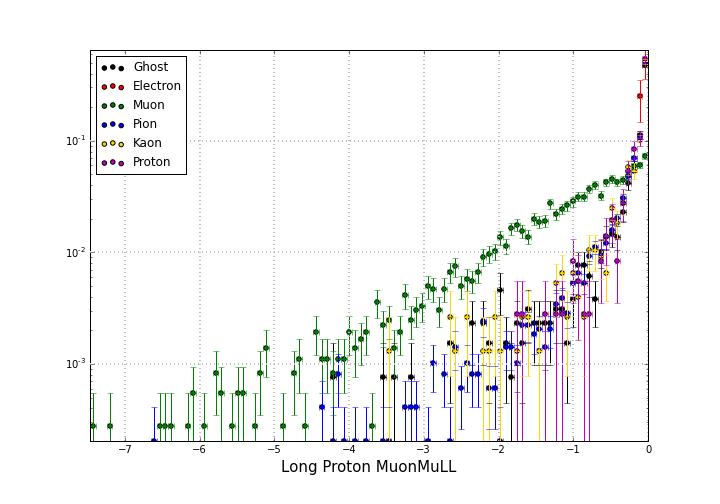 Ghost
Electron
Muon
Pion
Kaon
Proton
10⁻¹
10⁻²
10⁻³
−7 −6 −5 −4 −3 −2 −1 0
Long Proton MuonMuLL